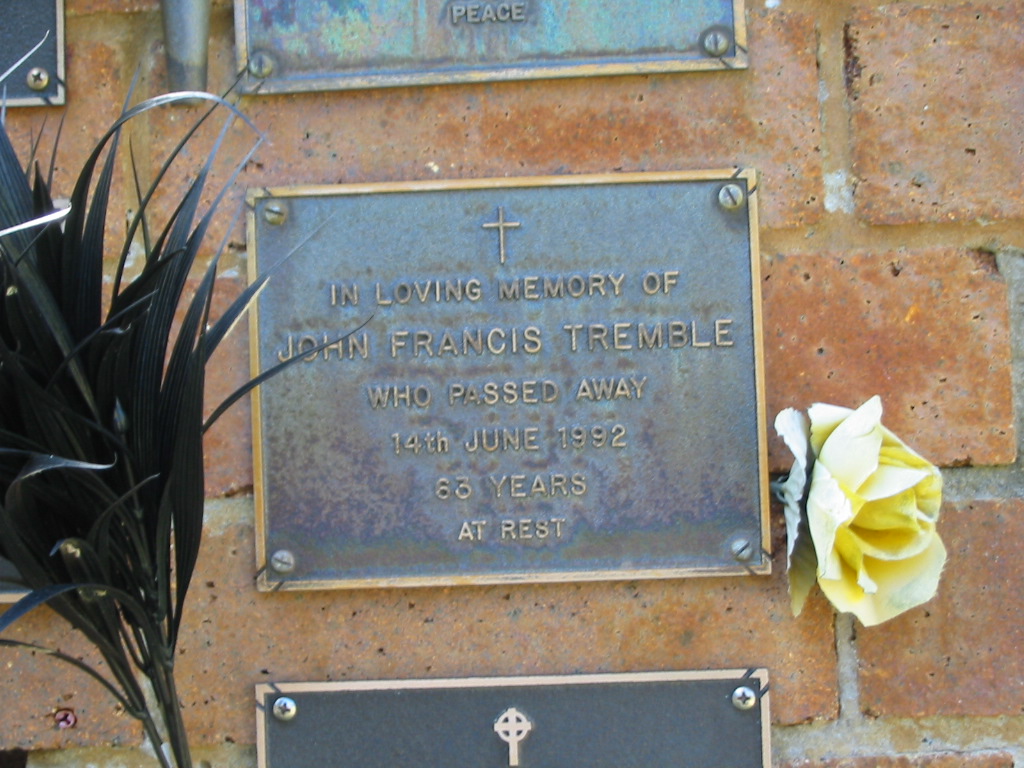 PEACE
IN LOVING MEMORY OF
JOHN FRANCIS TREMBLE
WHO PASSED AWAY
14th JUNE 1992
63 YEARS
AT REST